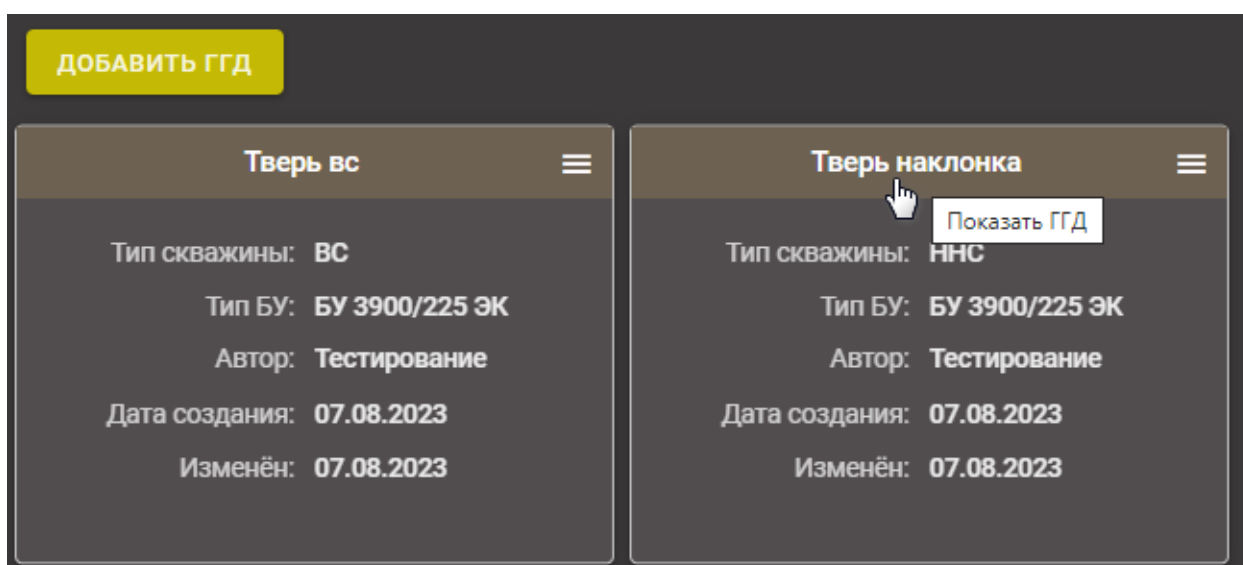 ДОБАВИТЬ ГГД
Тверь вс
Тип скважины: ВС
Тип БУ: БУ 3900/225 ЭК
Автор: Тестирование
Дата создания: 07.08.2023
Изменён: 07.08.2023
Тверь наклонка
Показать ГГД
Тип скважины: ННС
Тип БУ: БУ 3900/225 ЭК
Автор: Тестирование
Дата создания: 07.08.2023
Изменён: 07.08.2023